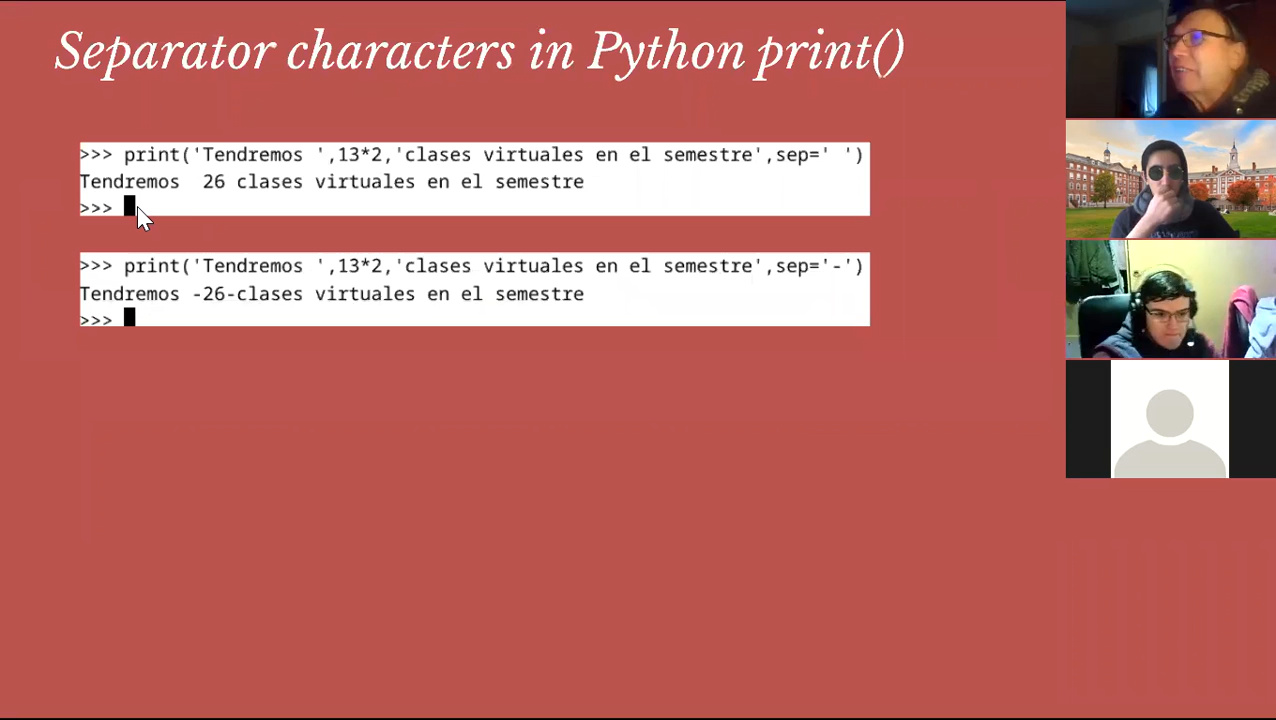 Separator characters in Python print()
>>> print('Tendremos ',13*2,'clases virtuales en el semestre',sep=' ')
Tendremos  26 clases virtuales en el semestre
>>>
>>> print('Tendremos ',13*2,'clases virtuales en el semestre',sep='-')
Tendremos -26-clases virtuales en el semestre
>>>